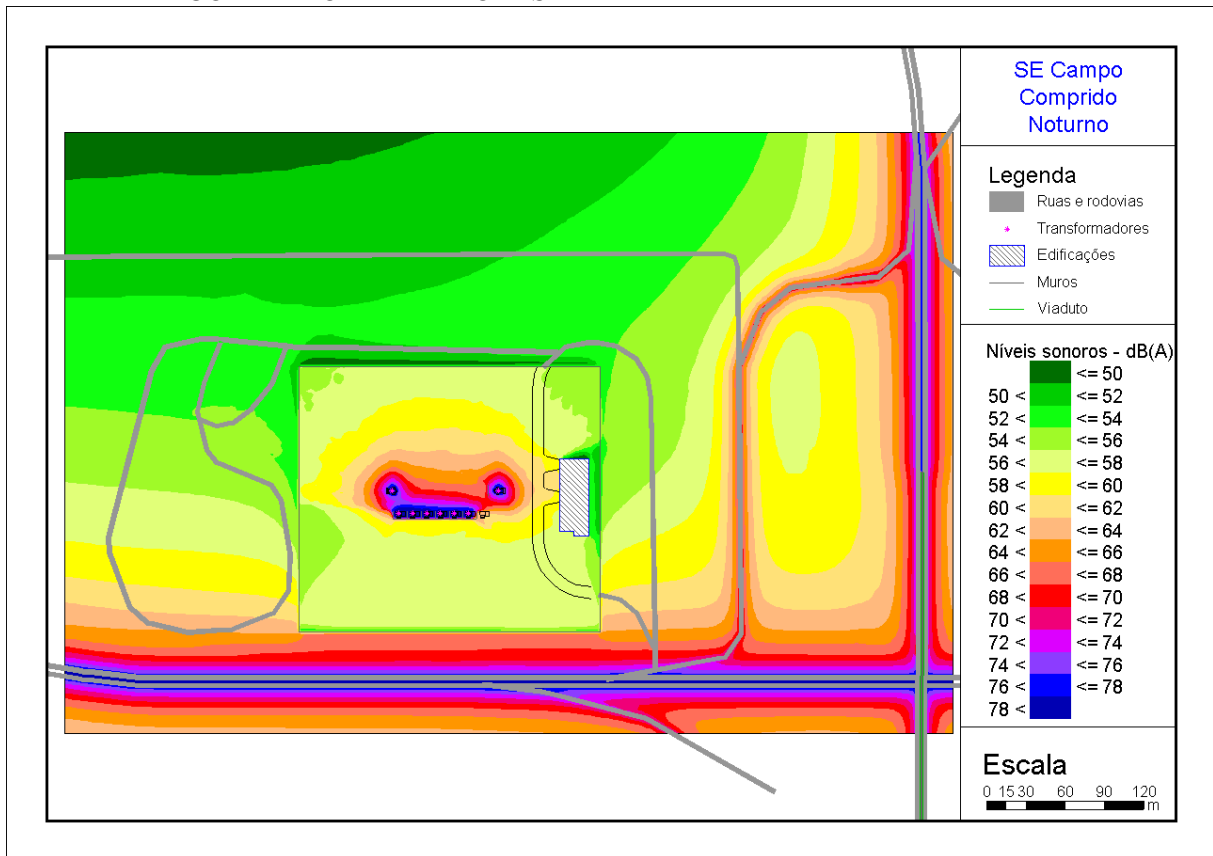 SE Campo
Comprido
Noturno
Legenda
Ruas e rodovias
Transformadores
Edificações
Muros
Viaduto
Níveis sonoros - dB(A)
<= 50
50 < <= 52
52 < <= 54
54 < <= 56
56 < <= 58
58 < <= 60
60 < <= 62
62 < <= 64
64 < <= 66
66 < <= 68
68 < <= 70
70 < <= 72
72 < <= 74
74 < <= 76
76 < <= 78
78 <
Escala
0 15 30 60 90 120
m